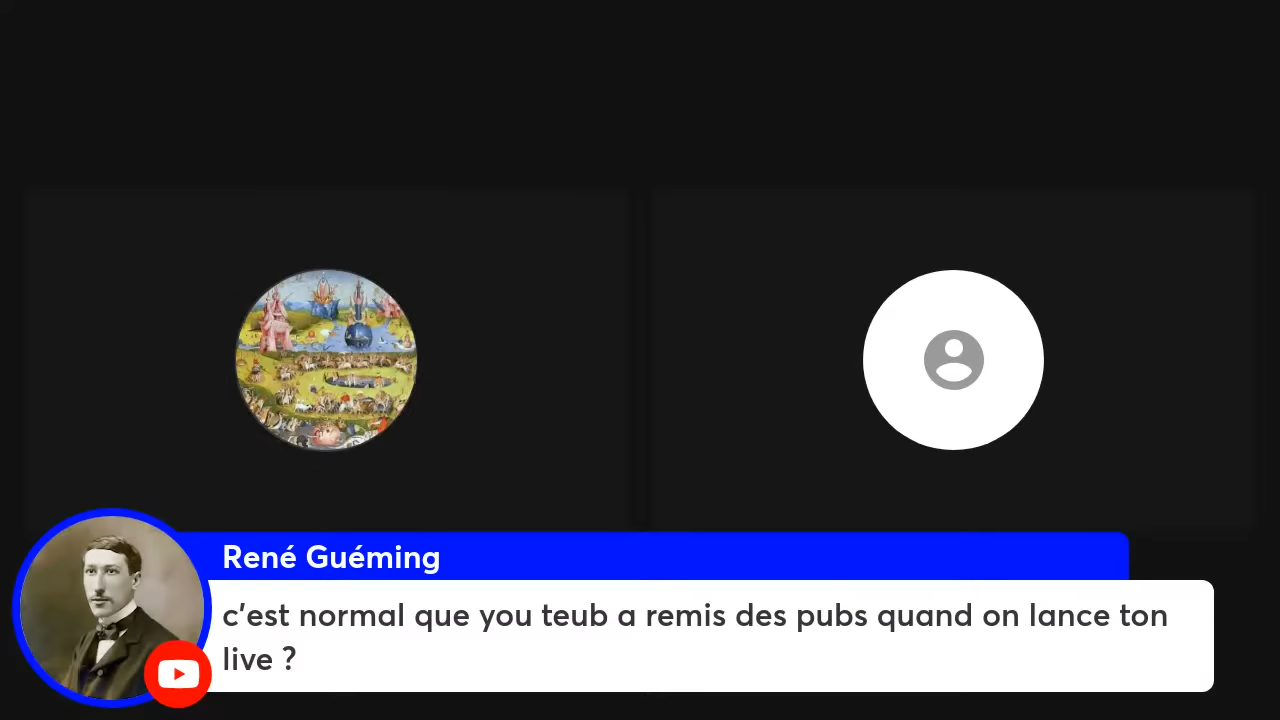 René Guéming
c'est normal que you teub a remis des pubs quand on lance ton
live ?